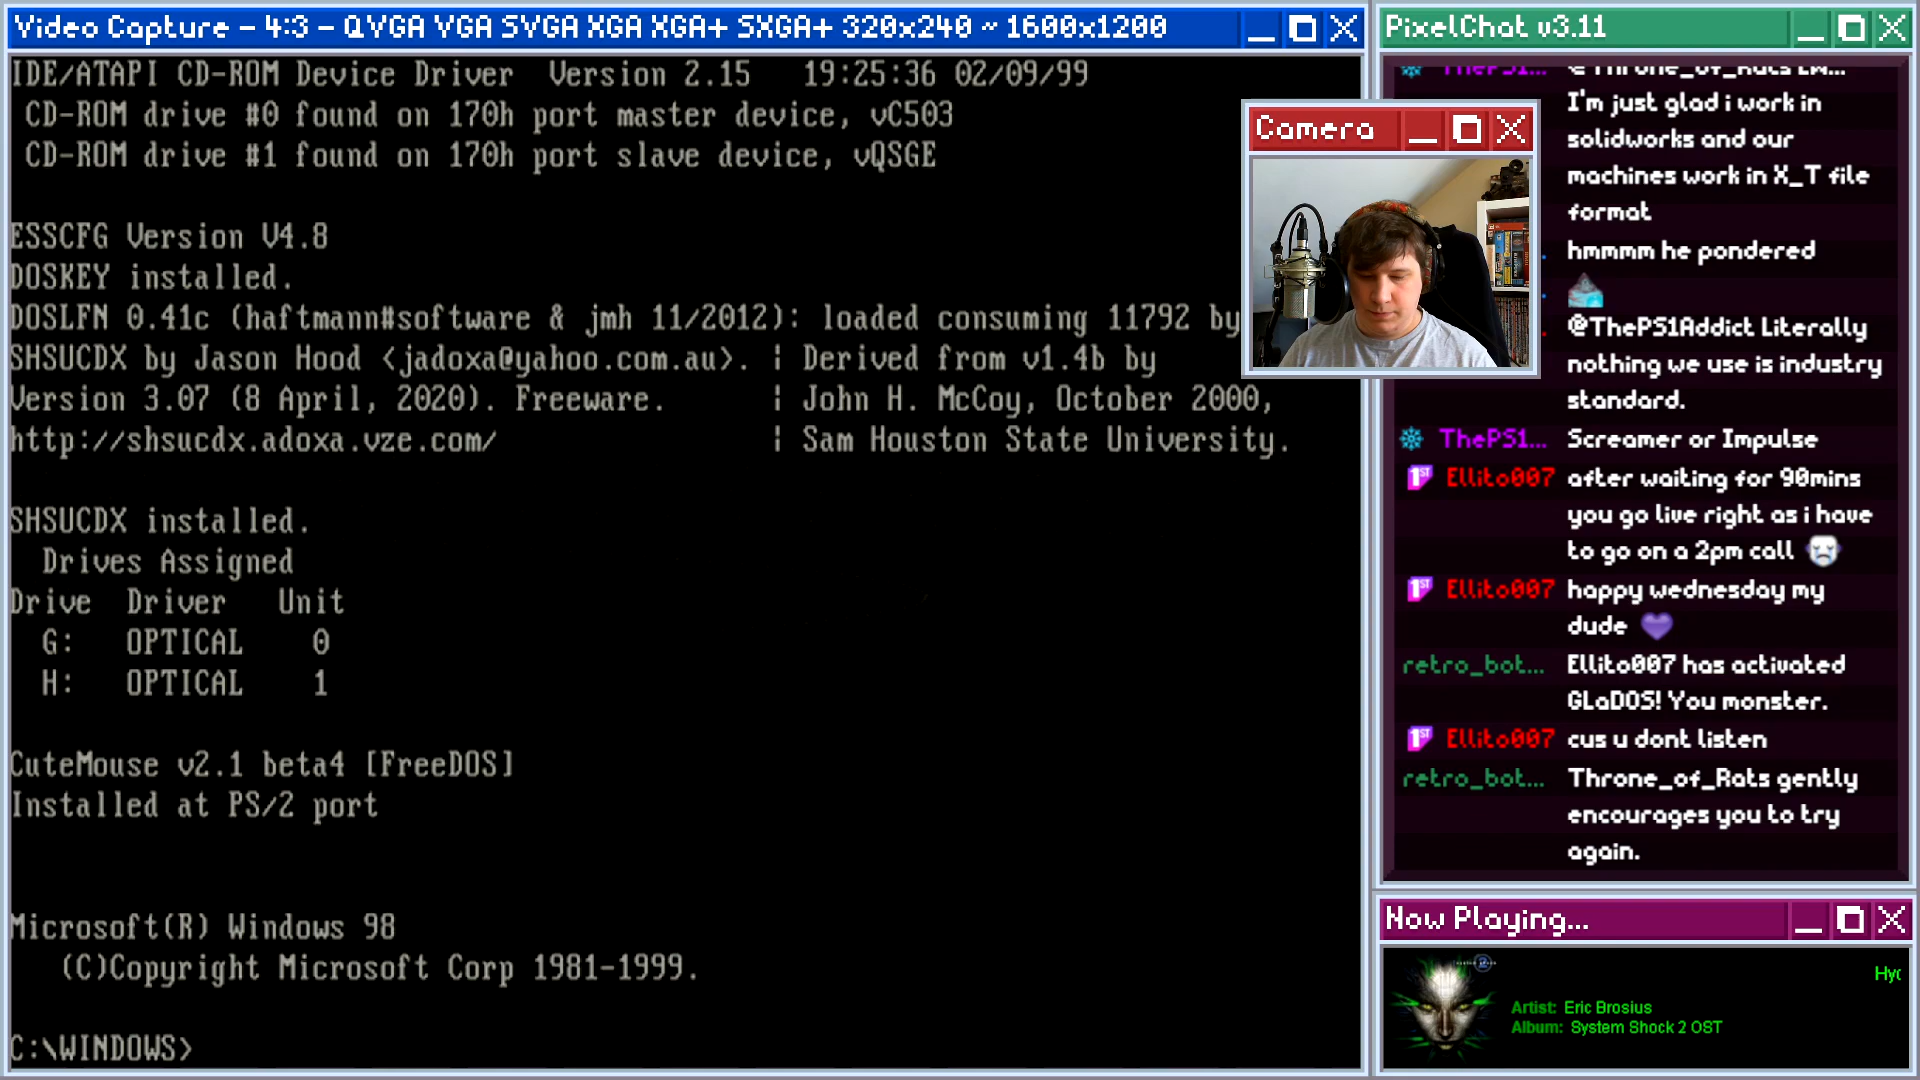 Video Capture - 4:3 - QVGA VGA SVGA XGA XGA+ SXGA+ 320x240 ~ 1600x1200
IDE/ATAPI CD-ROM Device Driver  Version 2.15   19:25:36 02/09/99
CD-ROM drive #0 found on 170h port master device, vC503
CD-ROM drive #1 found on 170h port slave device, vQSGE
ESSCFG Version V4.8
DOSKEY installed.
DOSLFN 0.41c (haftmann#software & jmh 11/2012): loaded consuming 11792 by
SHSUCDX by Jason Hood <jadoxa@yahoo.com.au>. | Derived from v1.4b by
Version 3.07 (8 April, 2020). Freeware. | John H. McCoy, October 2000,
http://shsucdx.adoxa.vze.com/ | Sam Houston State University.
SHSUCDX installed.
Drives Assigned
Drive  Driver   Unit
G:   OPTICAL    0
H:   OPTICAL    1
CuteMouse v2.1 beta4 [FreeDOS]
Installed at PS/2 port
Microsoft(R) Windows 98
(C)Copyright Microsoft Corp 1981-1999.
C:\WINDOWS>
Camera
PixelChat v3.11
ThePS1... @Throne_of_Rats
I'm just glad i work in
solidworks and our
machines work in X_T file
format
hmmmm he pondered
@ThePS1Addict Literally
nothing we use is industry
standard.
ThePS1... Screamer or Impulse
1ST Ellito007 after waiting for 90mins
you go live right as i have
to go on a 2pm call
1ST Ellito007 happy wednesday my
dude
retro_bot... Ellito007 has activated
GLaDOS! You monster.
1ST Ellito007 cus u dont listen
retro_bot... Throne_of_Rats gently
encourages you to try
again.
Now Playing...
Artist: Eric Brosius
Album: System Shock 2 OST